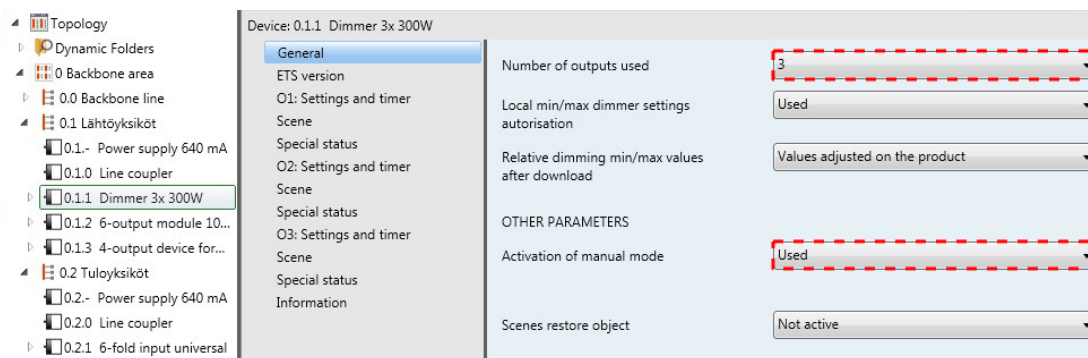 Topology
Dynamic Folders
0 Backbone area
0.0 Backbone line
0.1 Lähtöyksiköt
0.1.- Power supply 640 mA
0.1.0 Line coupler
0.1.1 Dimmer 3x 300W
0.1.2 6-output module 10...
0.1.3 4-output device for...
0.2 Tuloyksiköt
0.2.- Power supply 640 mA
0.2.0 Line coupler
0.2.1 6-fold input universal
Device: 0.1.1 Dimmer 3x 300W
General
ETS version
O1: Settings and timer
Scene
Special status
O2: Settings and timer
Scene
Special status
O3: Settings and timer
Scene
Special status
Information
Number of outputs used
3
Local min/max dimmer settings
autorisation
Used
Relative dimming min/max values
after download
Values adjusted on the product
OTHER PARAMETERS
Activation of manual mode
Used
Scenes restore object
Not active